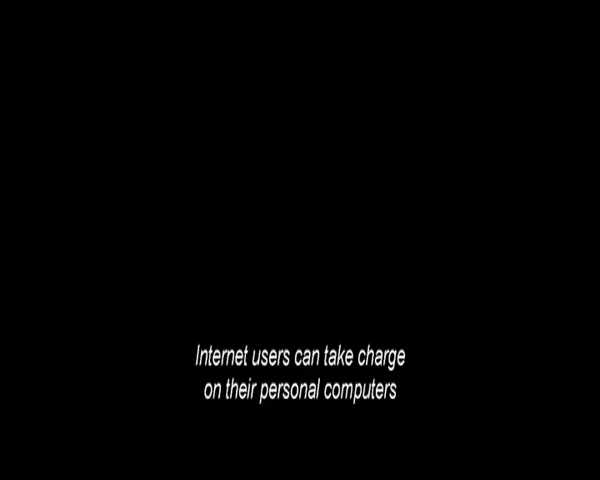 Internet users can take charge
on their personal computers